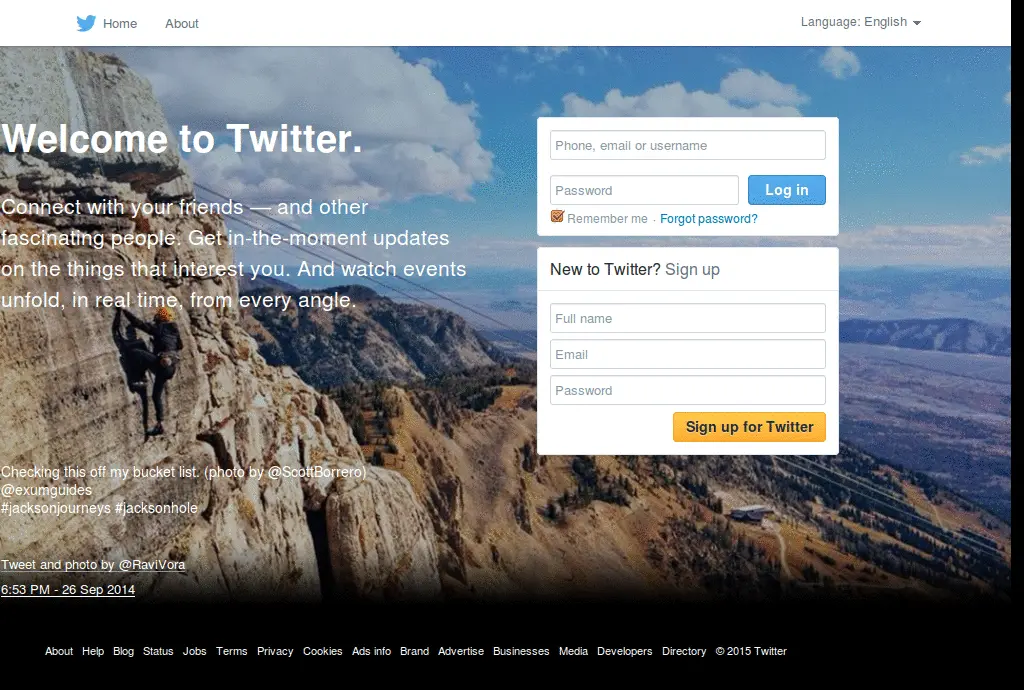 Home About Language: English
Welcome to Twitter.
Connect with your friends — and other
fascinating people. Get in-the-moment updates
on the things that interest you. And watch events
unfold, in real time, from every angle.
Phone, email or username
Password Log in
Remember me · Forgot password?
New to Twitter? Sign up
Full name
Email
Password
Sign up for Twitter
Checking this off my bucket list. (photo by @ScottBorrero)
@exumguides
#jacksonjourneys #jacksonhole
Tweet and photo by @RaviVora
6:53 PM - 26 Sep 2014
About Help Blog Status Jobs Terms Privacy Cookies Ads info Brand Advertise Businesses Media Developers Directory © 2015 Twitter